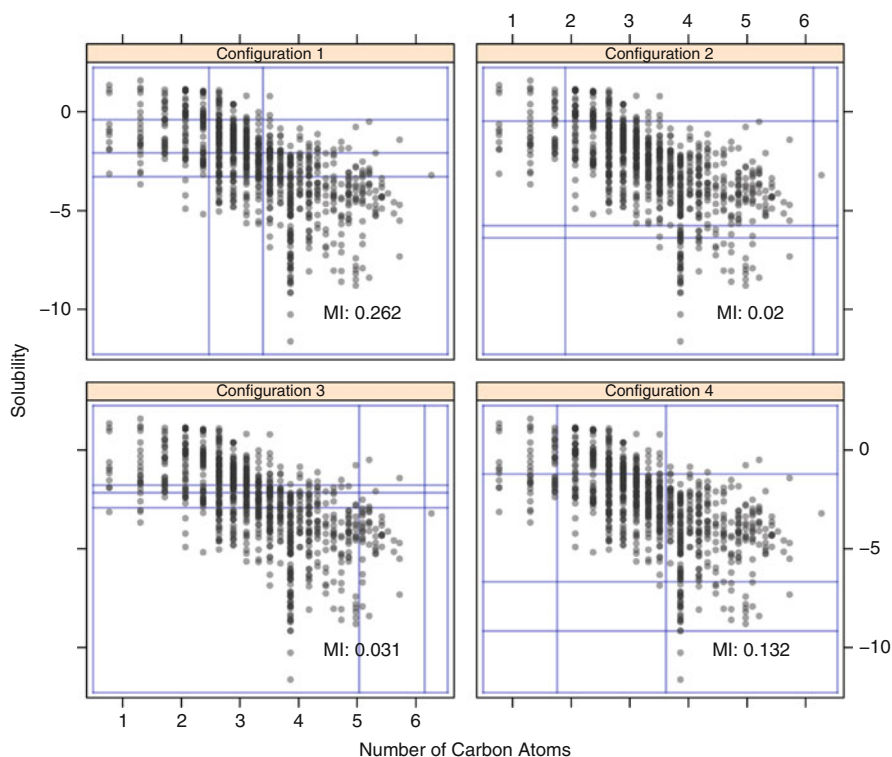 1 2 3 4 5 6
Configuration 1
Configuration 2
0
−5
−10
MI: 0.262
MI: 0.02
Solubility
Configuration 3
Configuration 4
0
−5
−10
MI: 0.031
MI: 0.132
1 2 3 4 5 6
Number of Carbon Atoms